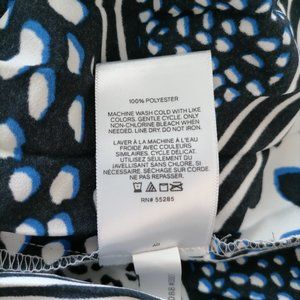 100% POLYESTER
MACHINE WASH COLD WITH LIKE
COLORS. GENTLE CYCLE. ONLY
NON-CHLORINE BLEACH WHEN
NEEDED. LINE DRY. DO NOT IRON.
LAVER À LA MACHINE À L'EAU
FROIDE AVEC COULEURS
SIMILAIRES. CYCLE DÉLICAT.
UTILISEZ SEULEMENT DU
JAVELLISANT SANS CHLORE, SI
NÉCESSAIRE. SÉCHAGE SUR CORDE.
NE PAS REPASSER.
RN# 55285